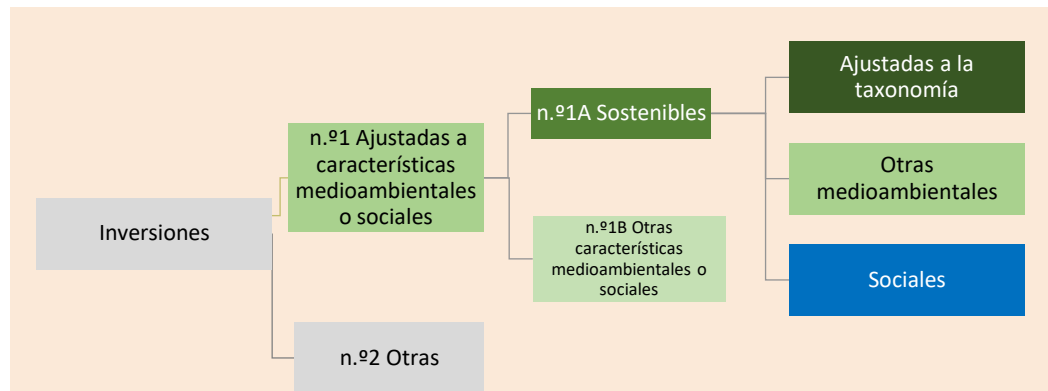 Inversiones
n.º1 Ajustadas a
características
medioambientales
o sociales
n.º2 Otras
n.º1A Sostenibles
n.º1B Otras
características
medioambientales o
sociales
Ajustadas a la
taxonomía
Otras
medioambientales
Sociales